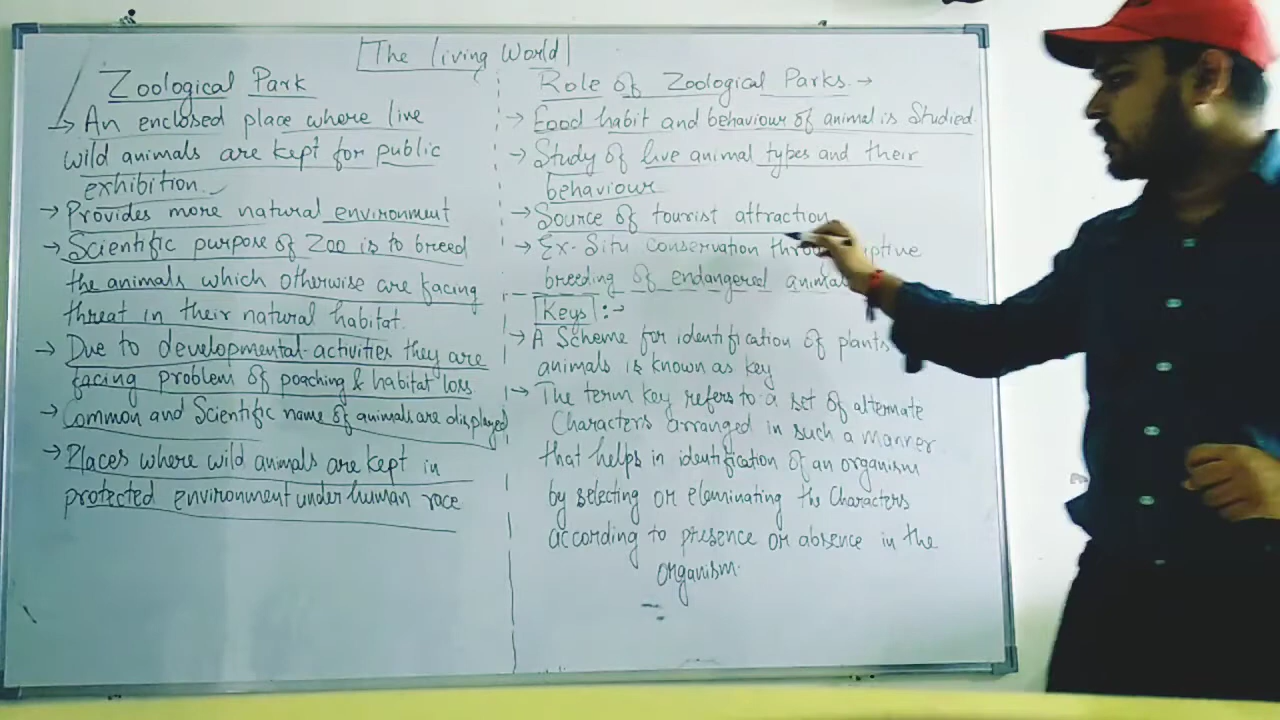 The living World
Zoological Park
→ An enclosed place where live
wild animals are kept for public
exhibition.
→ Provides more natural environment
→ Scientific purpose of Zoo is to breed
the animals which otherwise are facing
threat in their natural habitat.
→ Due to developmental activities they are
facing problem of poaching & habitat loss
→ Common and Scientific name of animals are displayed
→ Places where wild animals are kept in
protected environment under human race
Role of Zoological Parks. →
→ Food habit and behaviour of animal is Studied.
→ Study of live animal types and their
behaviour
→ Source of tourist attraction
→ Ex-Situ conservation
breeding of endangered
Keys :-
→ A Scheme for identification of plants
animals is known as key
→ The term key refers to a set of alternate
Characters arranged in such a manner
that helps in identification of an organism
by selecting or eleminating the Characters
according to presence or absence in the
organism.